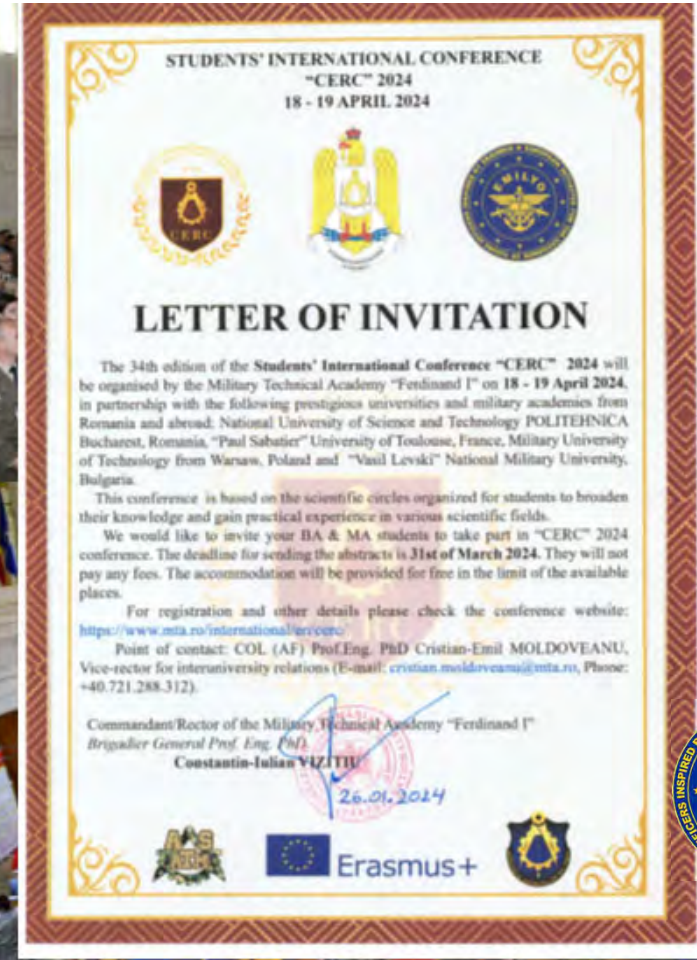 STUDENTS' INTERNATIONAL CONFERENCE
"CERC" 2024
18 - 19 APRIL 2024
CERC
EMILYO
LETTER OF INVITATION
The 34th edition of the Students' International Conference "CERC" 2024 will
be organised by the Military Technical Academy "Ferdinand I" on 18 - 19 April 2024,
in partnership with the following prestigious universities and military academies from
Romania and abroad: National University of Science and Technology POLITEHNICA
Bucharest, Romania, "Paul Sabatier" University of Toulouse, France, Military University
of Technology from Warsaw, Poland and "Vasil Levski" National Military University,
Bulgaria.
This conference is based on the scientific circles organized for students to broaden
their knowledge and gain practical experience in various scientific fields.
We would like to invite your BA & MA students to take part in "CERC" 2024
conference. The deadline for sending the abstracts is 31st of March 2024. They will not
pay any fees. The accommodation will be provided for free in the limit of the available
places.
For registration and other details please check the conference website:
https://www.mta.ro/international/en/cerc/
Point of contact: COL (AF) Prof.Eng. PhD Cristian-Emil MOLDOVEANU,
Vice-rector for interuniversity relations (E-mail: cristian.moldoveanu@mta.ro, Phone:
+40.721.288.312).
Commandant/Rector of the Military Technical Academy "Ferdinand I"
Brigadier General Prof. Eng. PhD.
Constantin-Iulian VIZITIU
26.01.2024
Erasmus+
FFICERS INSPIRED